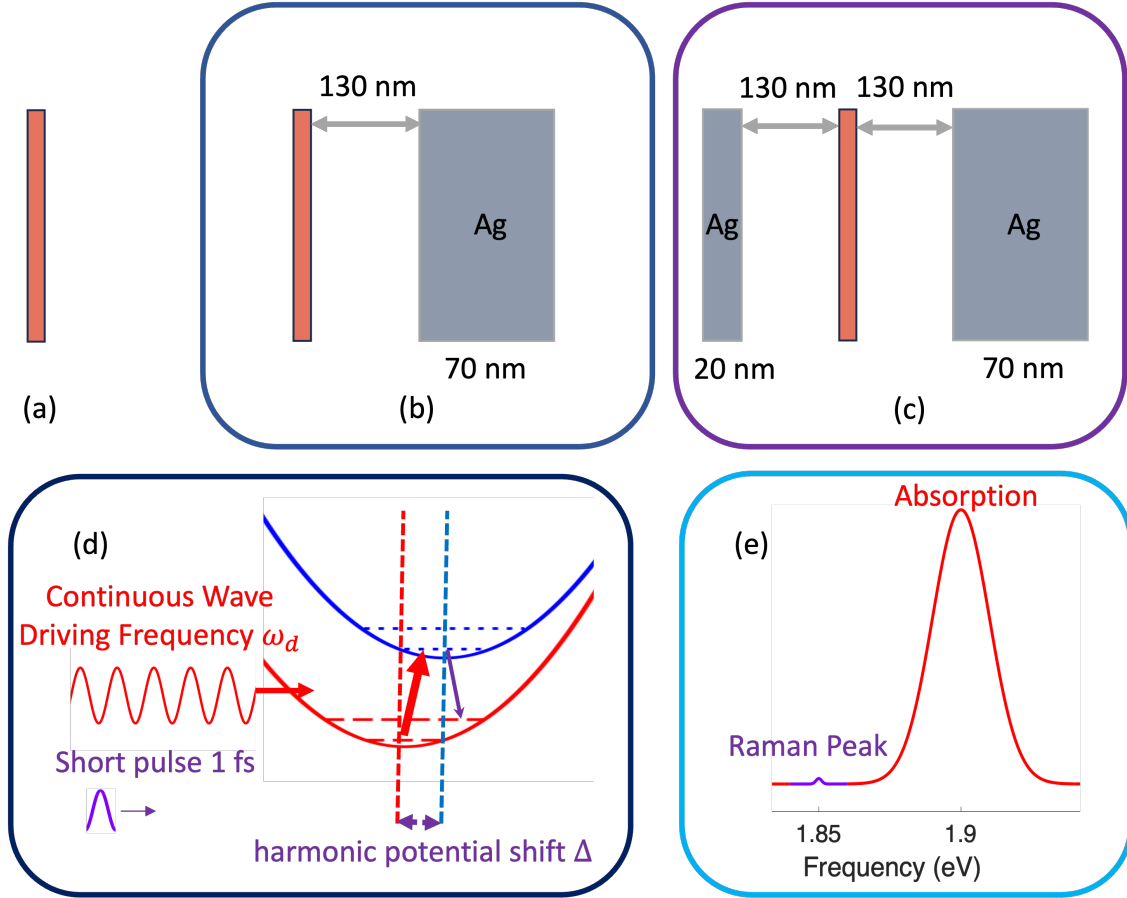 (a)
130 nm
Ag
70 nm
(b)
130 nm
130 nm
Ag
Ag
20 nm
70 nm
(c)
(d)
Continuous Wave
Driving Frequency ω_d
Short pulse 1 fs
harmonic potential shift Δ
(e)
Absorption
Raman Peak
1.85
1.9
Frequency (eV)